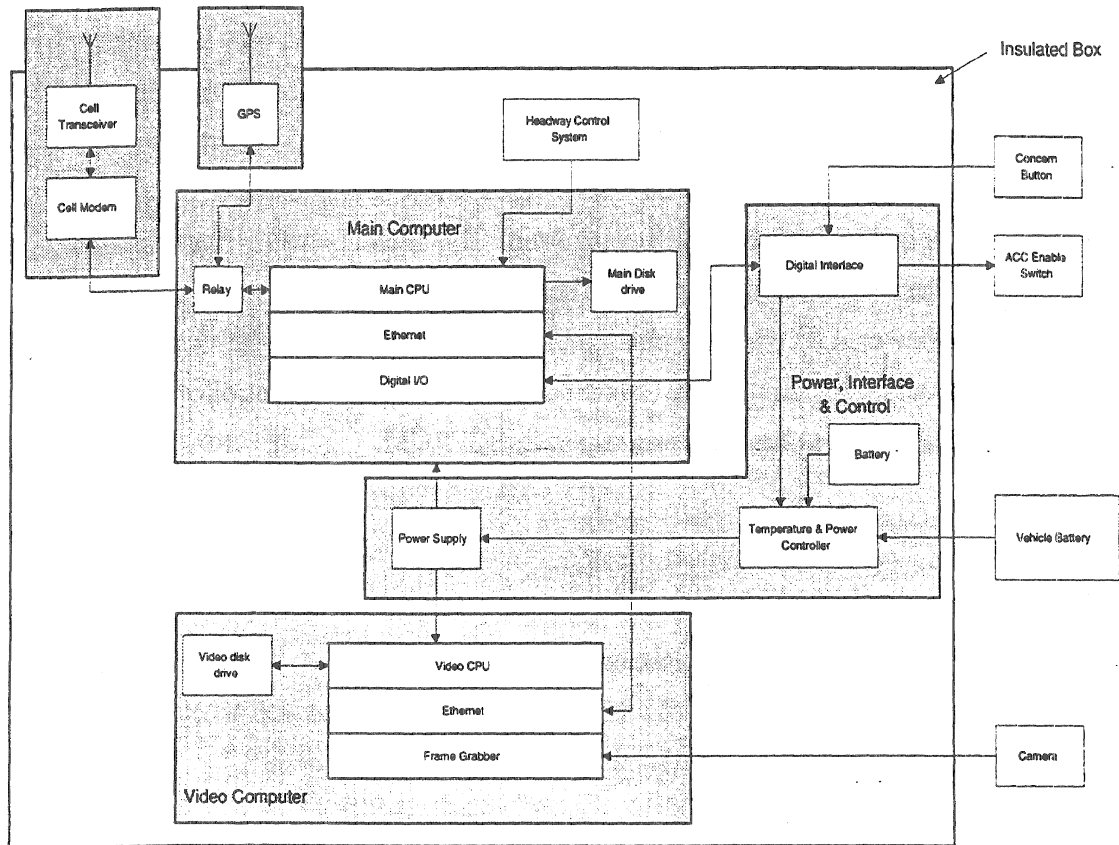 Insulated Box
Cell
Transceiver
GPS
Headway Control
System
Concern
Button
Cell Modem
Main Computer
Digital Interface
ACC Enable
Switch
Relay
Main CPU
Main Disk
drive
Ethernet
Digital I/O
Power, Interface
& Control
Battery
Power Supply
Temperature & Power
Controller
Vehicle Battery
Video disk
drive
Video CPU
Ethernet
Frame Grabber
Camera
Video Computer